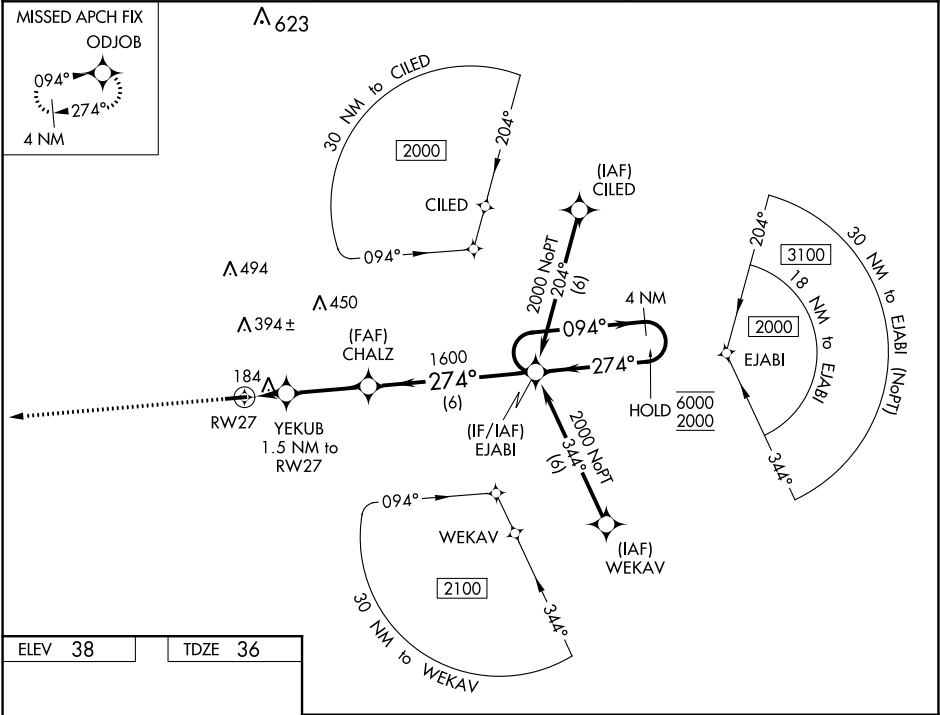 MISSED APCH FIX
ODJOB
094°
274°
4 NM
623
30 NM to CILED
2000
204°
CILED
094°
(IAF)
CILED
2000 NoPT
204°
(6)
204°
3100
30 NM to EJABI (NoPT)
18 NM to EJABI
2000
EJABI
344°
494
450
394 ±
4 NM
094°
274°
HOLD
6000
2000
(FAF)
CHALZ
1600
274°
(6)
184
RW27
YEKUB
1.5 NM to
RW27
(IF/IAF)
EJABI
2000 NoPT
344°
(6)
(IAF)
WEKAV
094°
WEKAV
2100
344°
30 NM to WEKAV
ELEV 38
TDZE 36